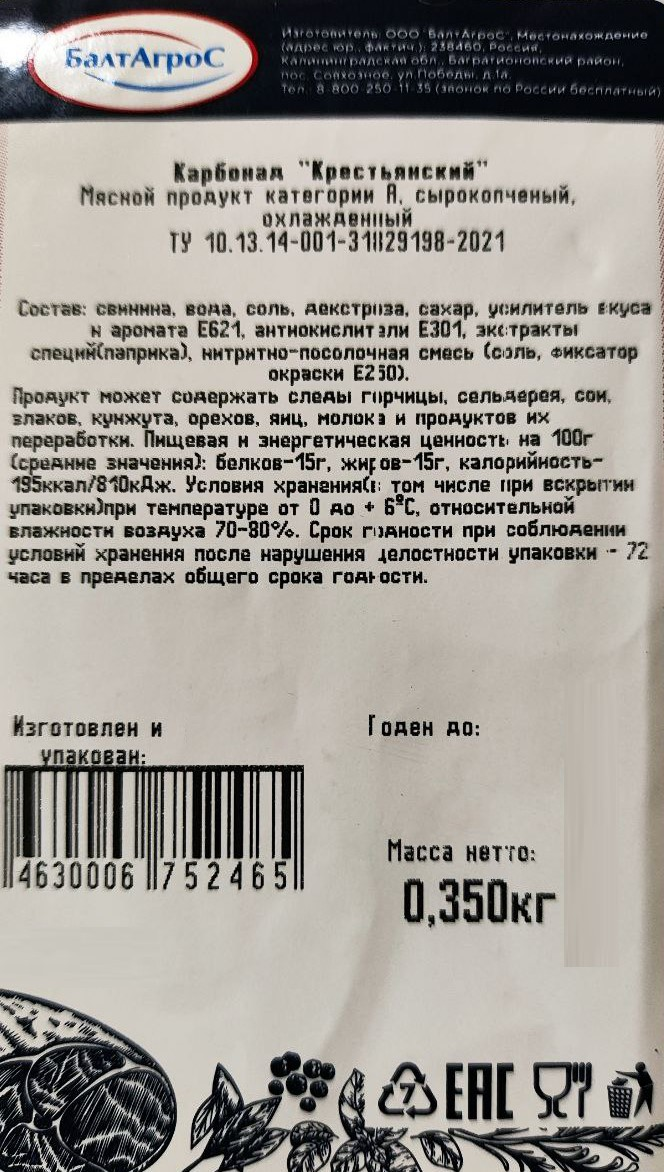 БалтАгроС
Изготовитель: ООО "БалтАгроС", Местонахождение
(адрес юр., фактич.): 238460, Россия,
Калининградская обл., Багратионовский район,
пос. Совхозное, ул.Победы, д.1а.
Тел.: 8-800-250-11-35 (звонок по России бесплатный)
Карбонад "Крестьянский"
Мясной продукт категории А, сырокопченый,
охлажденный
ТУ 10.13.14-001-31829198-2021
Состав: свинина, вода, соль, декстроза, сахар, усилитель вкуса
и аромата Е621, антиокислители Е301, экстракты
специй(паприка), нитритно-посолочная смесь (соль, фиксатор
окраски Е250).
Продукт может содержать следы горчицы, сельдерея, сои,
злаков, кунжута, орехов, яиц, молока и продуктов их
переработки. Пищевая и энергетическая ценность на 100г
(средние значения): белков-15г, жиров-15г, калорийность-
195ккал/810кДж. Условия хранения(в том числе при вскрытии
упаковки)при температуре от 0 до + 6ºС, относительной
влажности воздуха 70-80%. Срок годности при соблюдении
условий хранения после нарушения целостности упаковки - 72
часа в пределах общего срока годности.
Изготовлен и
упакован:
Годен до:
4630006 752465
Масса нетто:
0,350кг
7
ЕАС